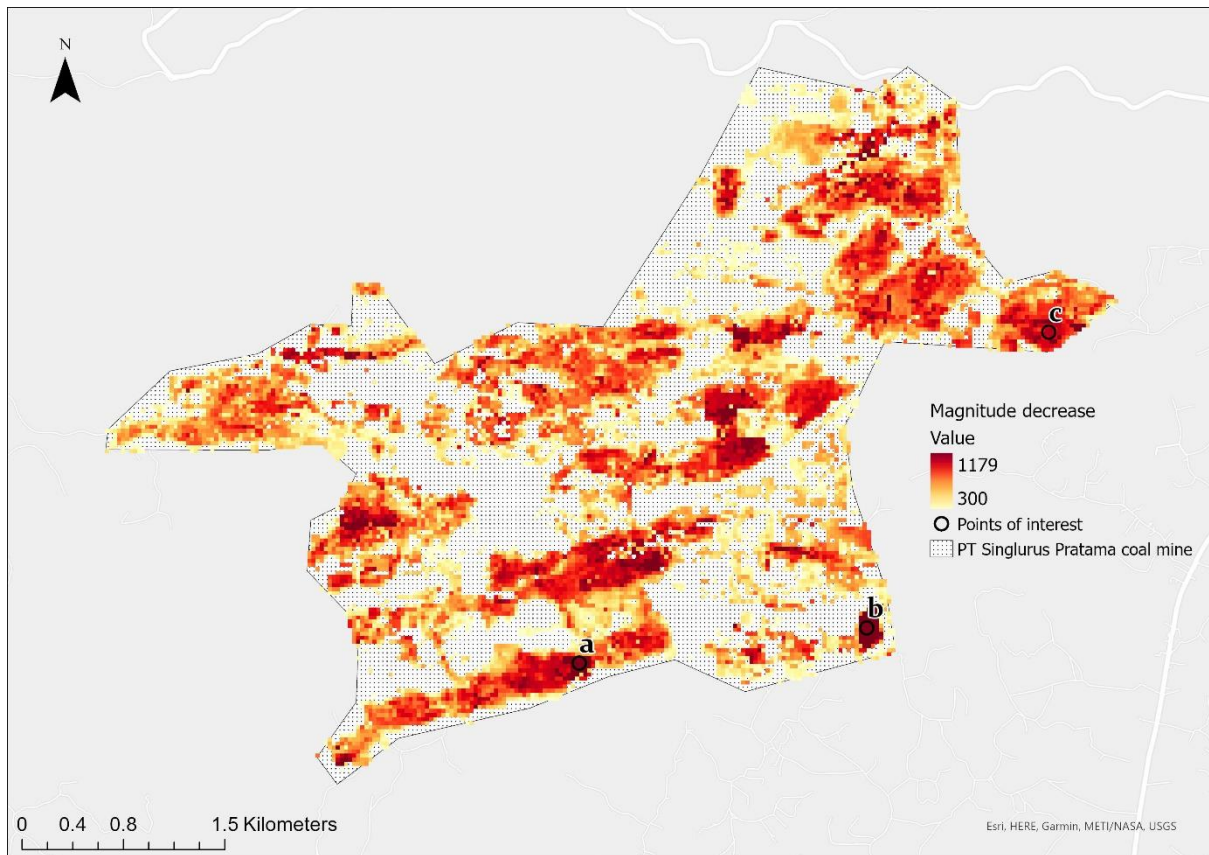 N
c
Magnitude decrease
Value
1179
300
Points of interest
PT Singlurus Pratama coal mine
b
a
0 0.4 0.8 1.5 Kilometers
Esri, HERE, Garmin, METI/NASA, USGS